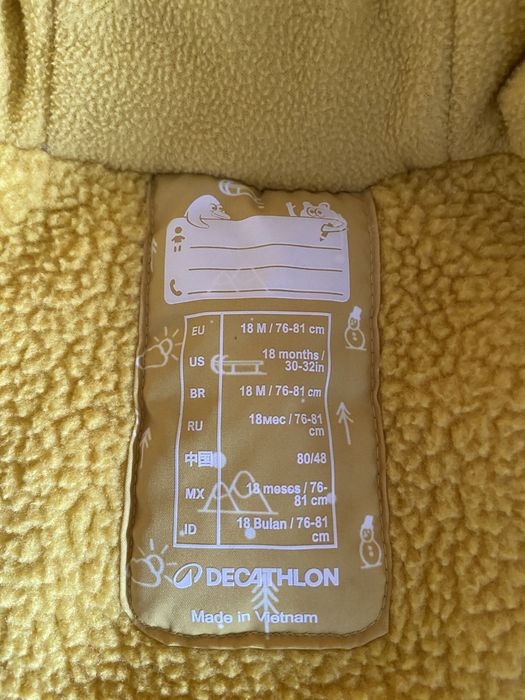 EU 18 M / 76-81 cm
US 18 months /
30-32in
BR 18 M / 76-81 cm
RU 18мес / 76-81
cm
中国 80/48
MX 18 meses / 76-
81 cm
ID 18 Bulan / 76-81
cm
DECATHLON
Made in Vietnam